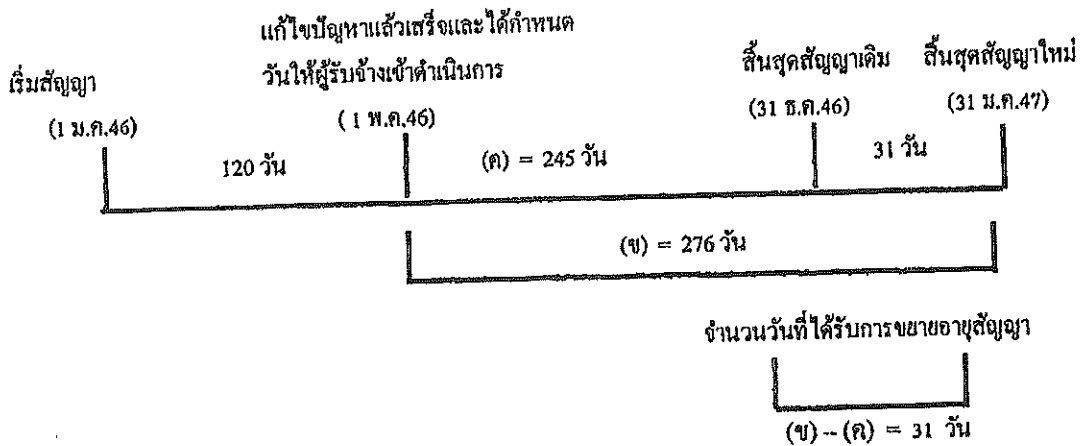 แก้ไขปัญหาแล้วเสร็จและได้กำหนด
วันให้ผู้รับจ้างเข้าดำเนินการ
เริ่มสัญญา
สิ้นสุดสัญญาเดิม
สิ้นสุดสัญญาใหม่
(1 ม.ค.46)
( 1 พ.ค.46)
(31 ธ.ค.46)
(31 ม.ค.47)
120 วัน
(ค) = 245 วัน
31 วัน
(ข) = 276 วัน
จำนวนวันที่ได้รับการขยายอายุสัญญา
(ข) -- (ค) = 31 วัน